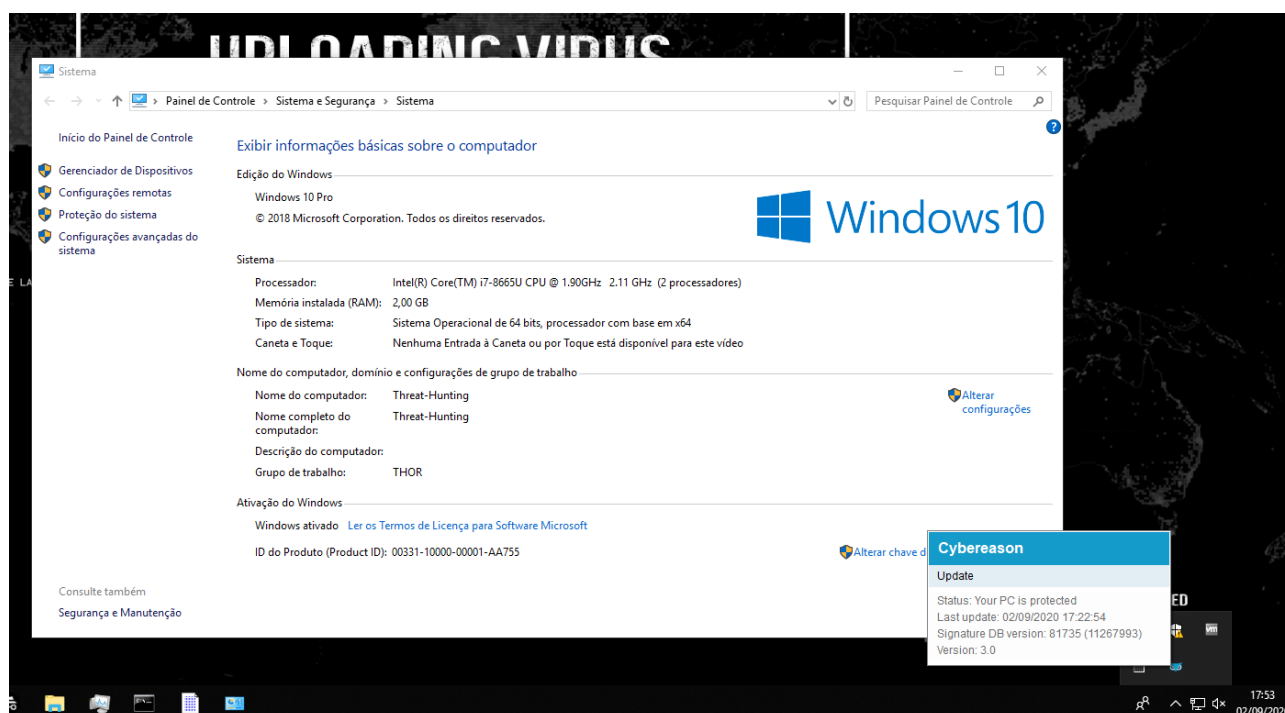 UPLOADING VIRUS
Sistema
Painel de Controle > Sistema e Segurança > Sistema
Pesquisar Painel de Controle
Início do Painel de Controle
Gerenciador de Dispositivos
Configurações remotas
Proteção do sistema
Configurações avançadas do
sistema
Exibir informações básicas sobre o computador
Edição do Windows
Windows 10 Pro
© 2018 Microsoft Corporation. Todos os direitos reservados.
Windows 10
Sistema
Processador: Intel(R) Core(TM) i7-8665U CPU @ 1.90GHz 2.11 GHz (2 processadores)
Memória instalada (RAM): 2,00 GB
Tipo de sistema: Sistema Operacional de 64 bits, processador com base em x64
Caneta e Toque: Nenhuma Entrada à Caneta ou por Toque está disponível para este vídeo
Nome do computador, domínio e configurações de grupo de trabalho
Nome do computador: Threat-Hunting
Alterar
configurações
Nome completo do
computador: Threat-Hunting
Descrição do computador:
Grupo de trabalho: THOR
Ativação do Windows
Windows ativado Ler os Termos de Licença para Software Microsoft
ID do Produto (Product ID): 00331-10000-00001-AA755
Alterar chave d
Consulte também
Segurança e Manutenção
Cybereason
Update
Status: Your PC is protected
Last update: 02/09/2020 17:22:54
Signature DB version: 81735 (11267993)
Version: 3.0
E LA
ED
vm
17:53
02/09/202